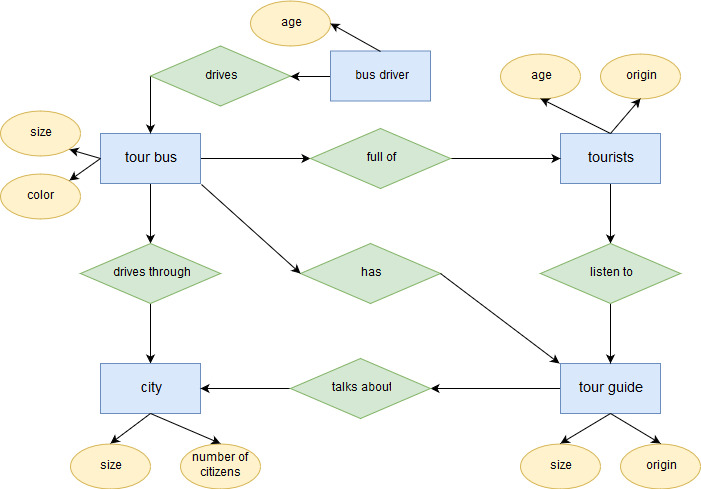 age
drives
bus driver
age
origin
size
tour bus
full of
tourists
color
drives through
has
listen to
city
talks about
tour guide
size
number of
citizens
size
origin